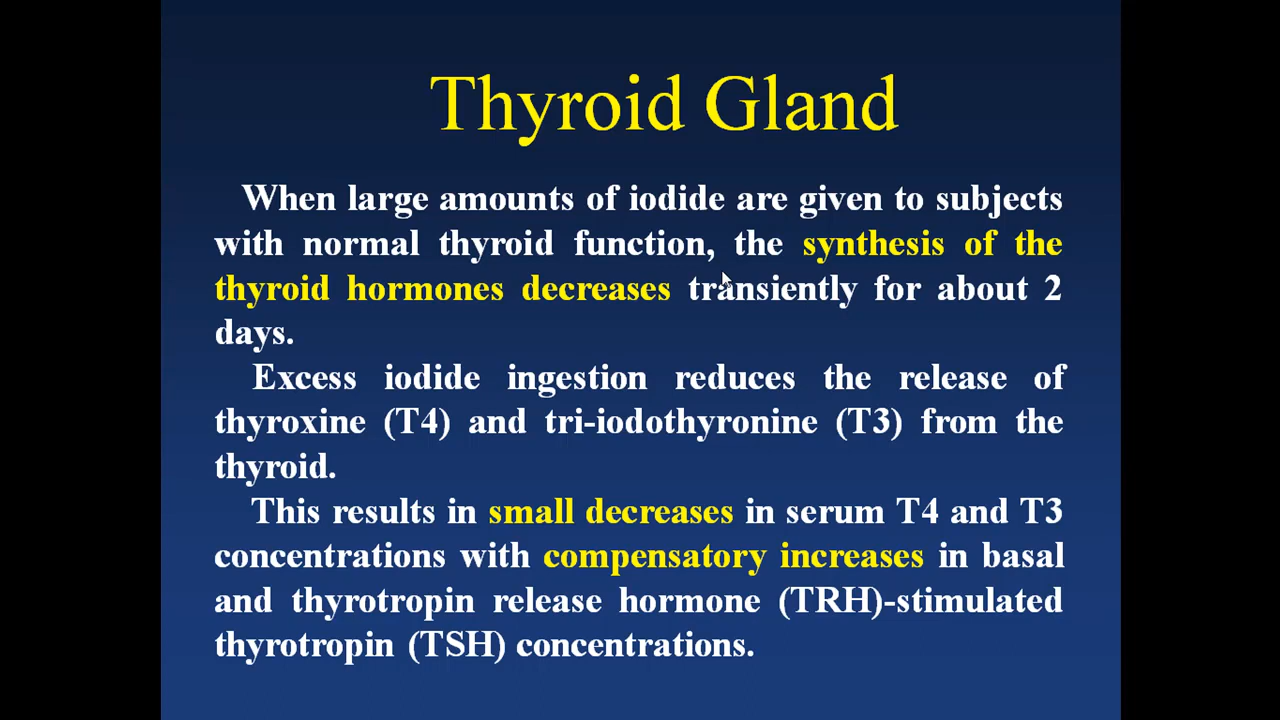 Thyroid Gland
When large amounts of iodide are given to subjects
with normal thyroid function, the synthesis of the
thyroid hormones decreases transiently for about 2
days.
Excess iodide ingestion reduces the release of
thyroxine (T4) and tri-iodothyronine (T3) from the
thyroid.
This results in small decreases in serum T4 and T3
concentrations with compensatory increases in basal
and thyrotropin release hormone (TRH)-stimulated
thyrotropin (TSH) concentrations.